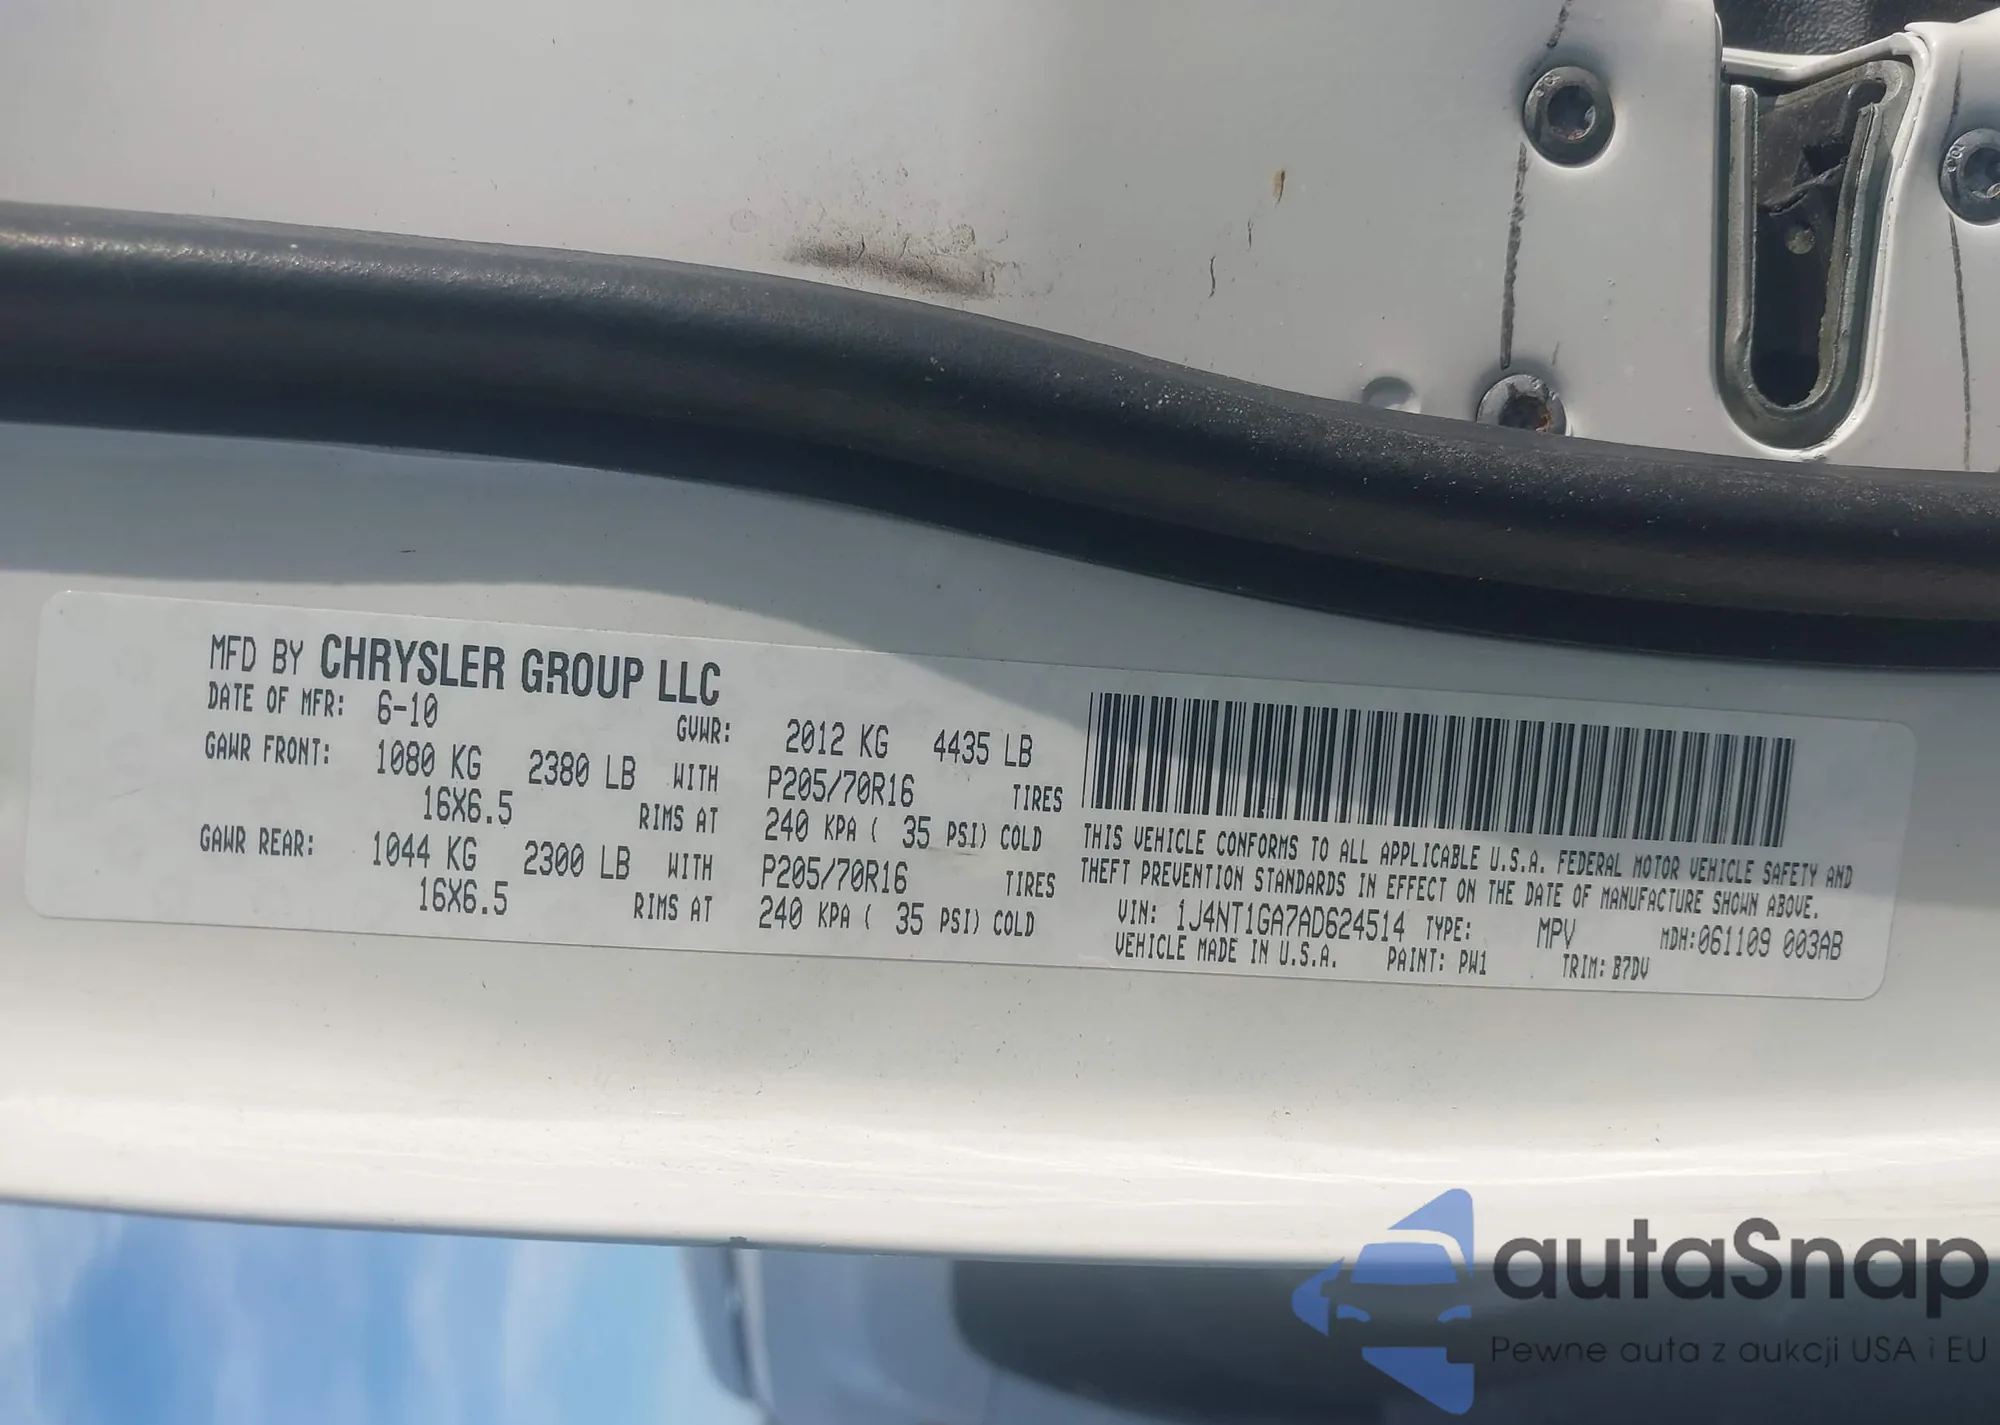 MFD BY CHRYSLER GROUP LLC
DATE OF MFR: 6-10 GVWR: 2012 KG 4435 LB
GAWR FRONT: 1080 KG 2380 LB WITH P205/70R16 TIRES
16X6.5 RIMS AT 240 KPA ( 35 PSI) COLD
GAWR REAR: 1044 KG 2300 LB WITH P205/70R16 TIRES
16X6.5 RIMS AT 240 KPA ( 35 PSI) COLD
THIS VEHICLE CONFORMS TO ALL APPLICABLE U.S.A. FEDERAL MOTOR VEHICLE SAFETY AND
THEFT PREVENTION STANDARDS IN EFFECT ON THE DATE OF MANUFACTURE SHOWN ABOVE.
VIN: 1J4NT1GA7AD624514 TYPE: MPV MDH:061109 003AB
VEHICLE MADE IN U.S.A. PAINT: PW1 TRIM: B7DV
autaSnap
Pewne auta z aukcji USA i EU